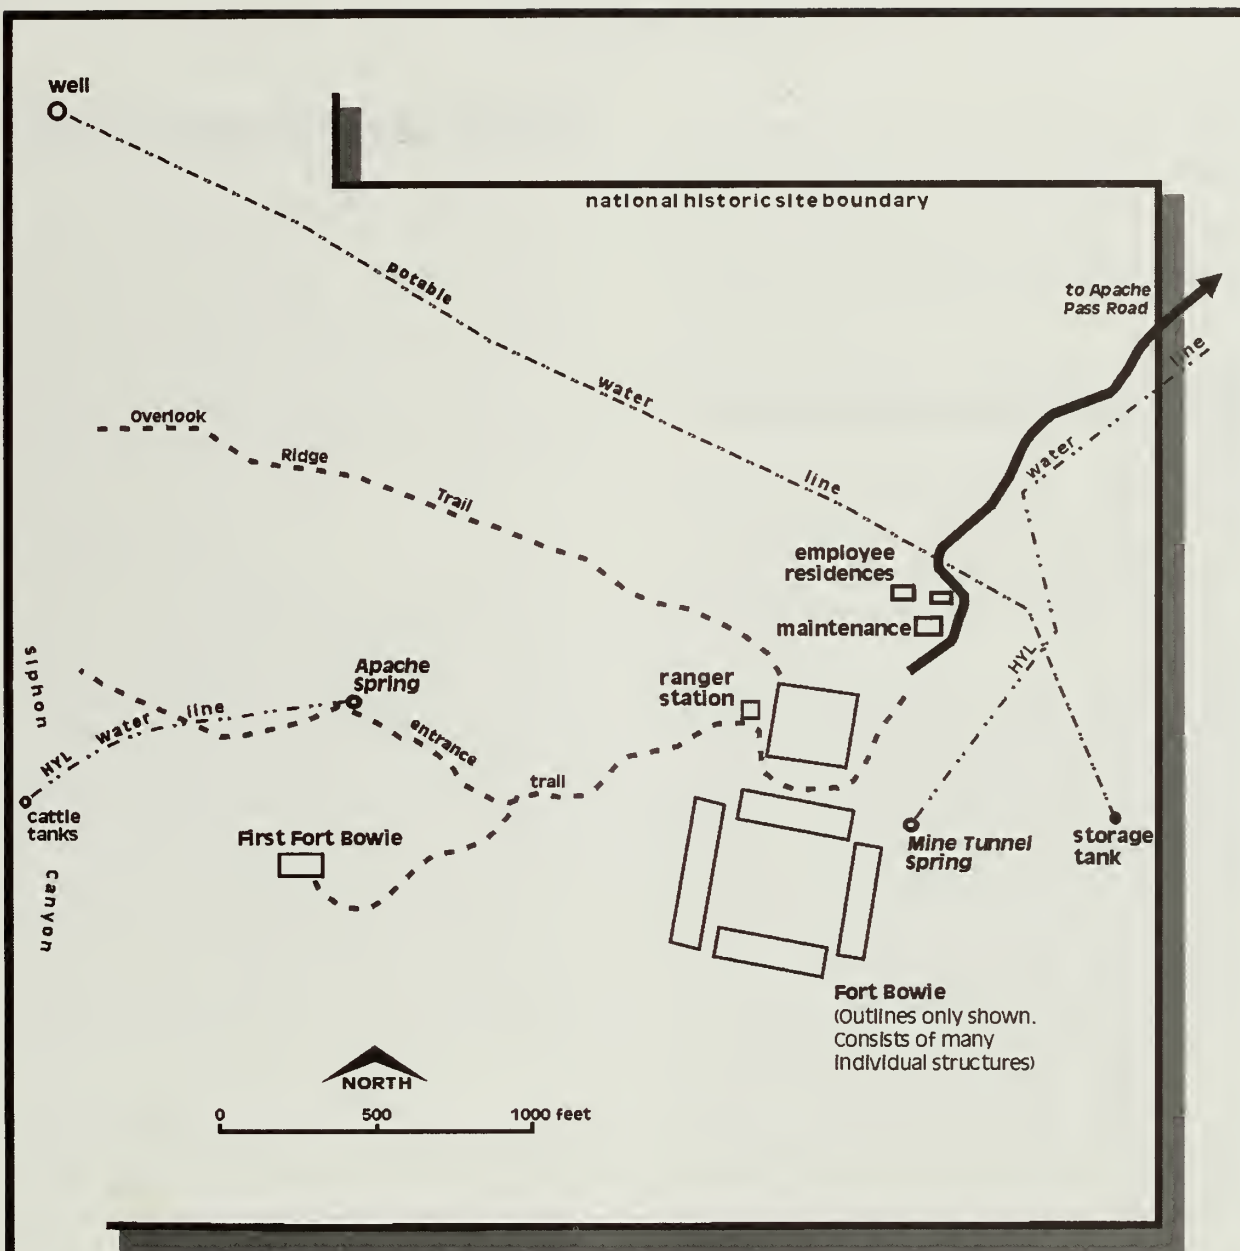 well
national historic site boundary
to Apache
Pass Road
potable
water
line
line
water
HYL
Overlook
Ridge
Trail
employee
residences
maintenance
ranger
station
Apache
Spring
Siphon
Canyon
HYL
water
line
entrance
trail
cattle
tanks
First Fort Bowie
Mine Tunnel
Spring
storage
tank
Fort Bowie
(Outlines only shown.
Consists of many
individual structures)
NORTH
0 500 1000 feet